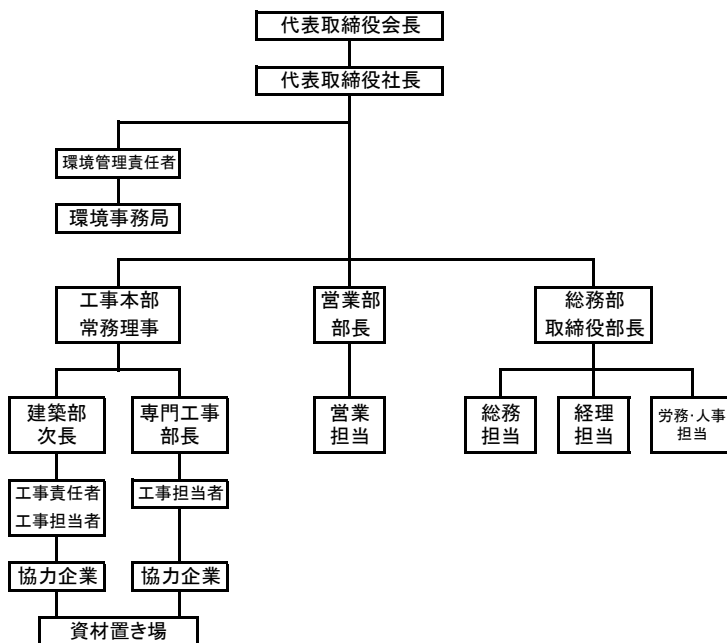 代表取締役会長
代表取締役社長
環境管理責任者
環境事務局
工事本部
常務理事
営業部
部長
総務部
取締役部長
建築部
次長
専門工事
部長
営業
担当
総務
担当
経理
担当
労務・人事
担当
工事責任者
工事担当者
工事担当者
協力企業
協力企業
資材置き場